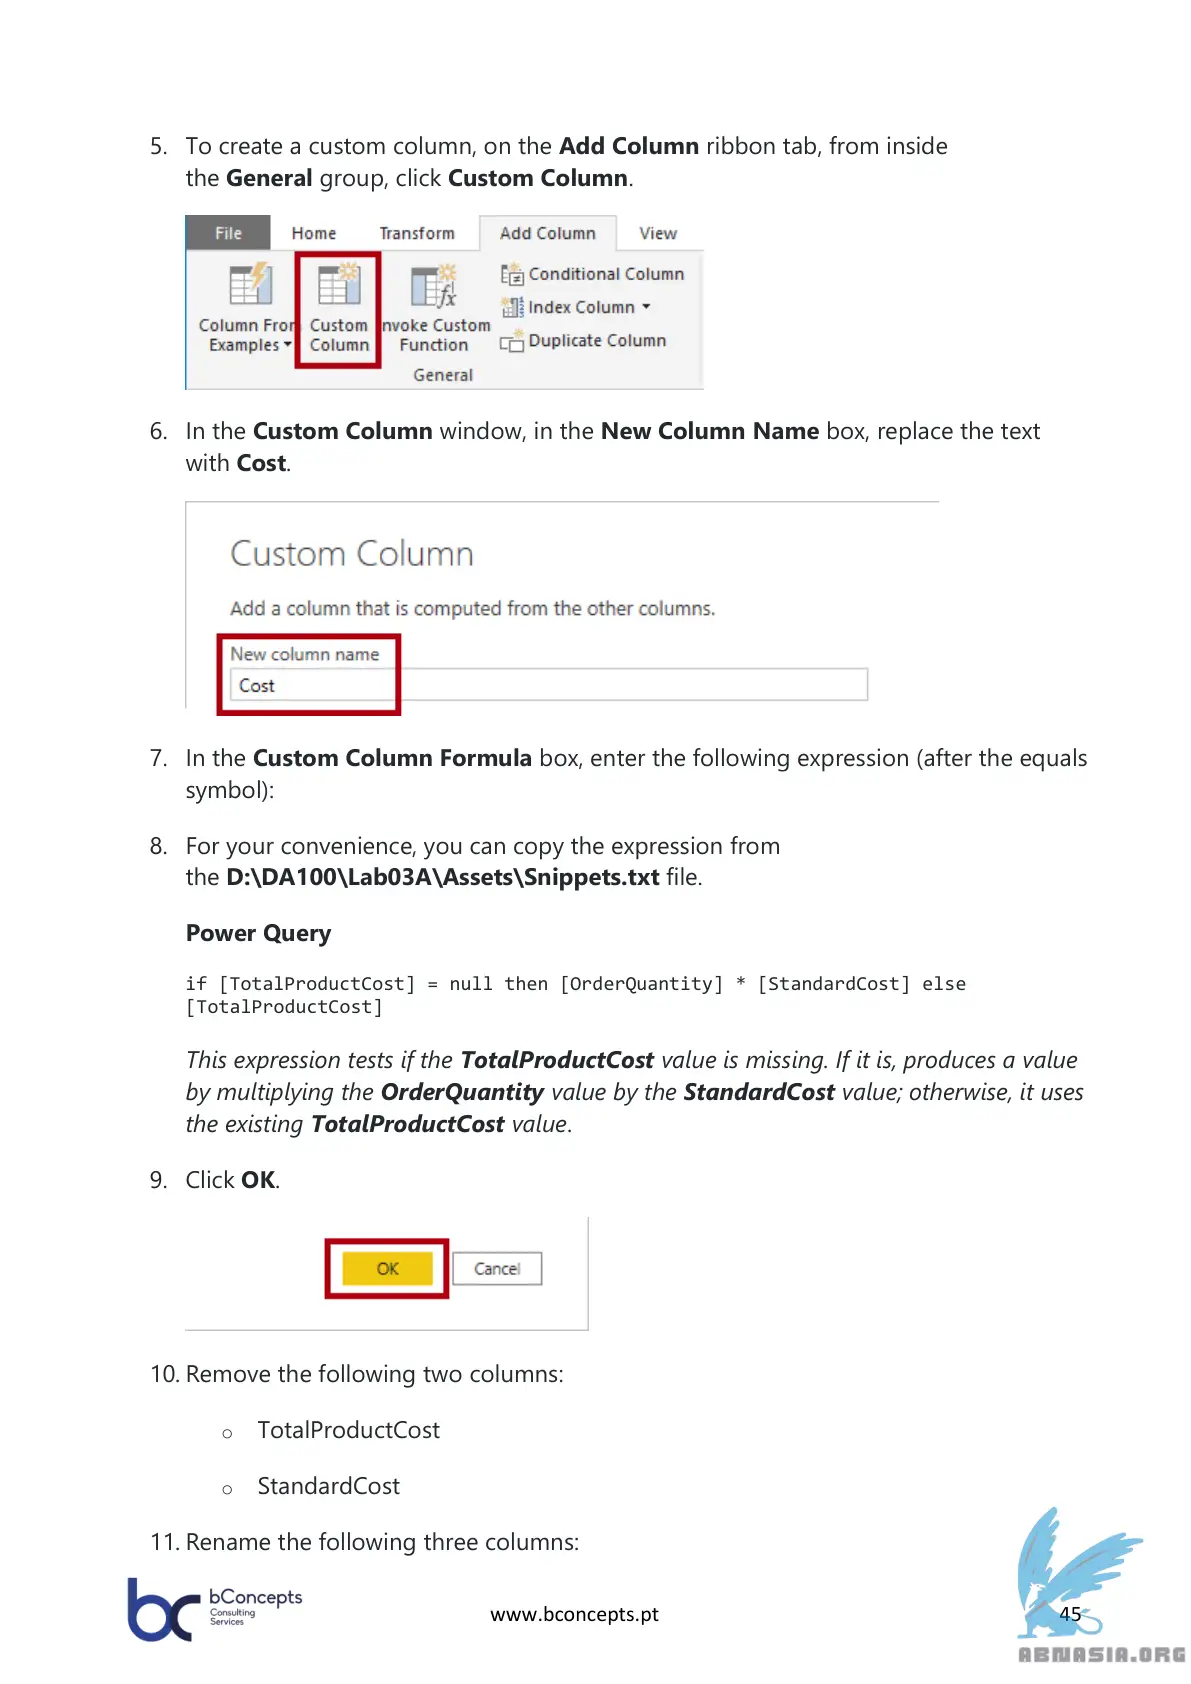 5. To create a custom column, on the Add Column ribbon tab, from inside
the General group, click Custom Column.
File Home Transform Add Column View
Column From Examples
Custom Column
Invoke Custom Function
Conditional Column
Index Column
Duplicate Column
General
6. In the Custom Column window, in the New Column Name box, replace the text
with Cost.
Custom Column
Add a column that is computed from the other columns.
New column name
Cost
7. In the Custom Column Formula box, enter the following expression (after the equals
symbol):
8. For your convenience, you can copy the expression from
the D:\DA100\Lab03A\Assets\Snippets.txt file.
Power Query
if [TotalProductCost] = null then [OrderQuantity] * [StandardCost] else
[TotalProductCost]
This expression tests if the TotalProductCost value is missing. If it is, produces a value
by multiplying the OrderQuantity value by the StandardCost value; otherwise, it uses
the existing TotalProductCost value.
9. Click OK.
OK Cancel
10. Remove the following two columns:
o TotalProductCost
o StandardCost
11. Rename the following three columns:
bc bConcepts
Consulting
Services
www.bconcepts.pt
45
ABNASIA.ORG